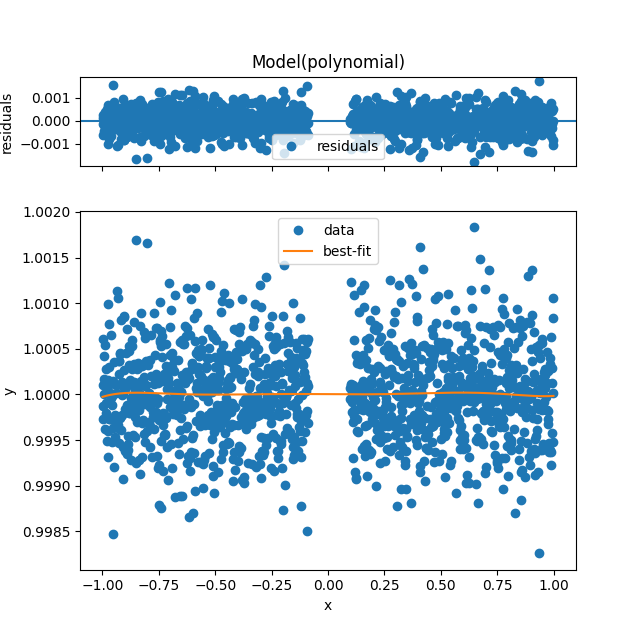 Model(polynomial)
residuals
0.001
0.000
−0.001
residuals
y
1.0020
1.0015
1.0010
1.0005
1.0000
0.9995
0.9990
0.9985
data
best-fit
−1.00 −0.75 −0.50 −0.25 0.00 0.25 0.50 0.75 1.00
x